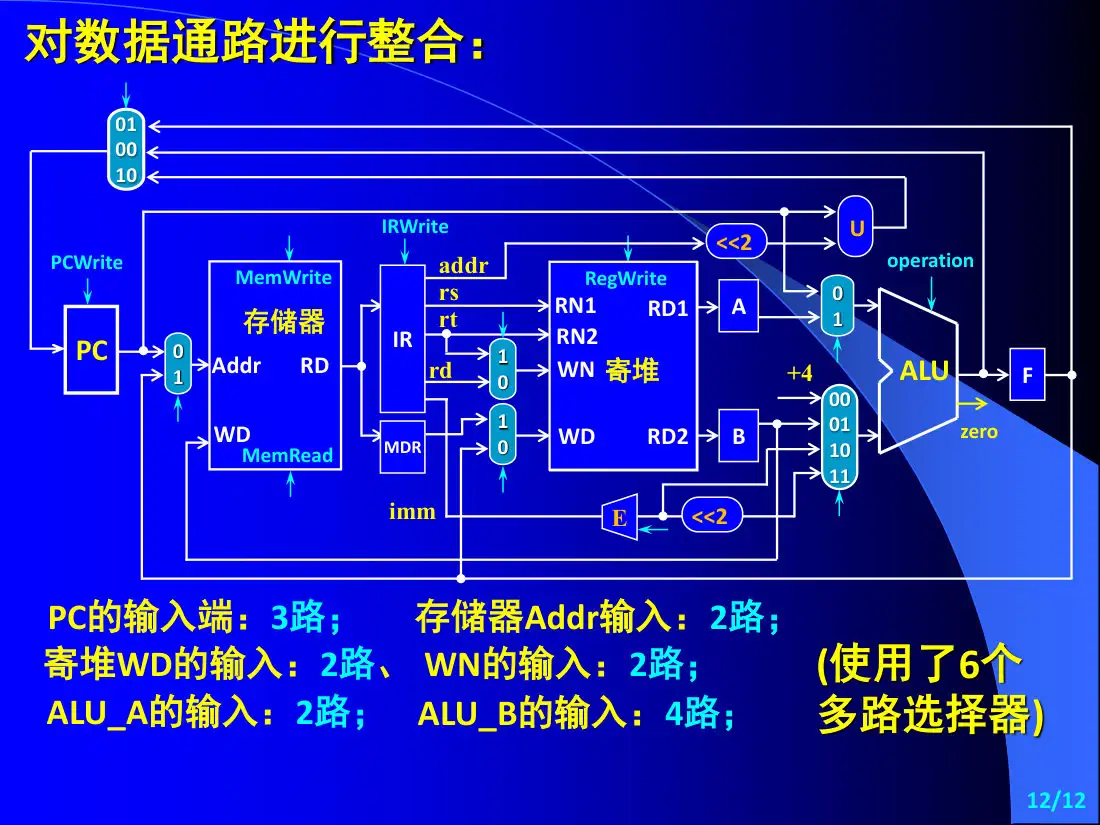 对数据通路进行整合：
01
00
10
IRWrite
<<2
U
PCWrite
MemWrite
addr
RegWrite
operation
rs
RN1
RD1
A
0
1
存储器
rt
IR
RN2
PC
0
1
Addr
RD
1
0
WN
寄堆
rd
+4
ALU
F
00
01
10
11
zero
WD
MemRead
MDR
1
0
WD
RD2
B
imm
E
<<2
PC的输入端：3路； 存储器Addr输入：2路；
寄堆WD的输入：2路、 WN的输入：2路；
ALU_A的输入：2路； ALU_B的输入：4路；
(使用了6个
多路选择器)
12/12